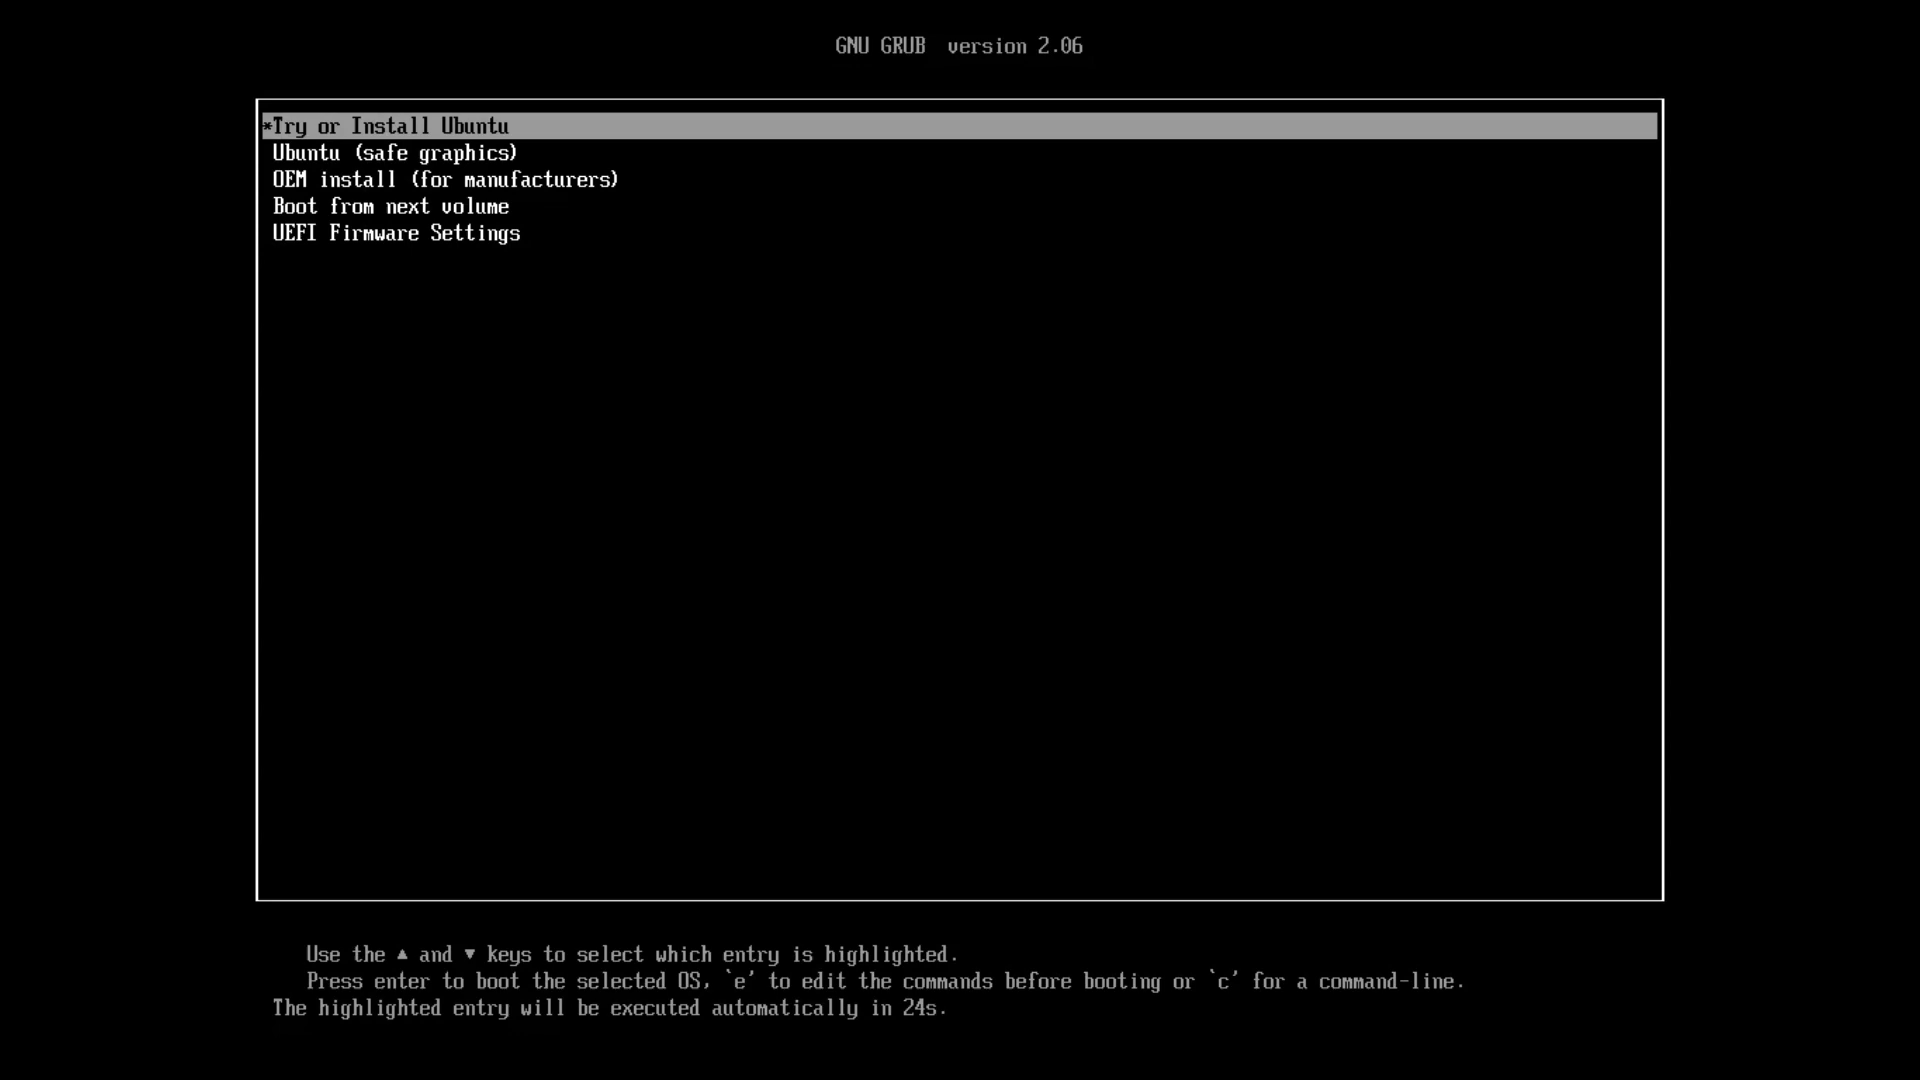 GNU GRUB  version 2.06
*Try or Install Ubuntu
Ubuntu (safe graphics)
OEM install (for manufacturers)
Boot from next volume
UEFI Firmware Settings
Use the ▲ and ▼ keys to select which entry is highlighted.
Press enter to boot the selected OS, `e' to edit the commands before booting or `c' for a command-line.
The highlighted entry will be executed automatically in 24s.